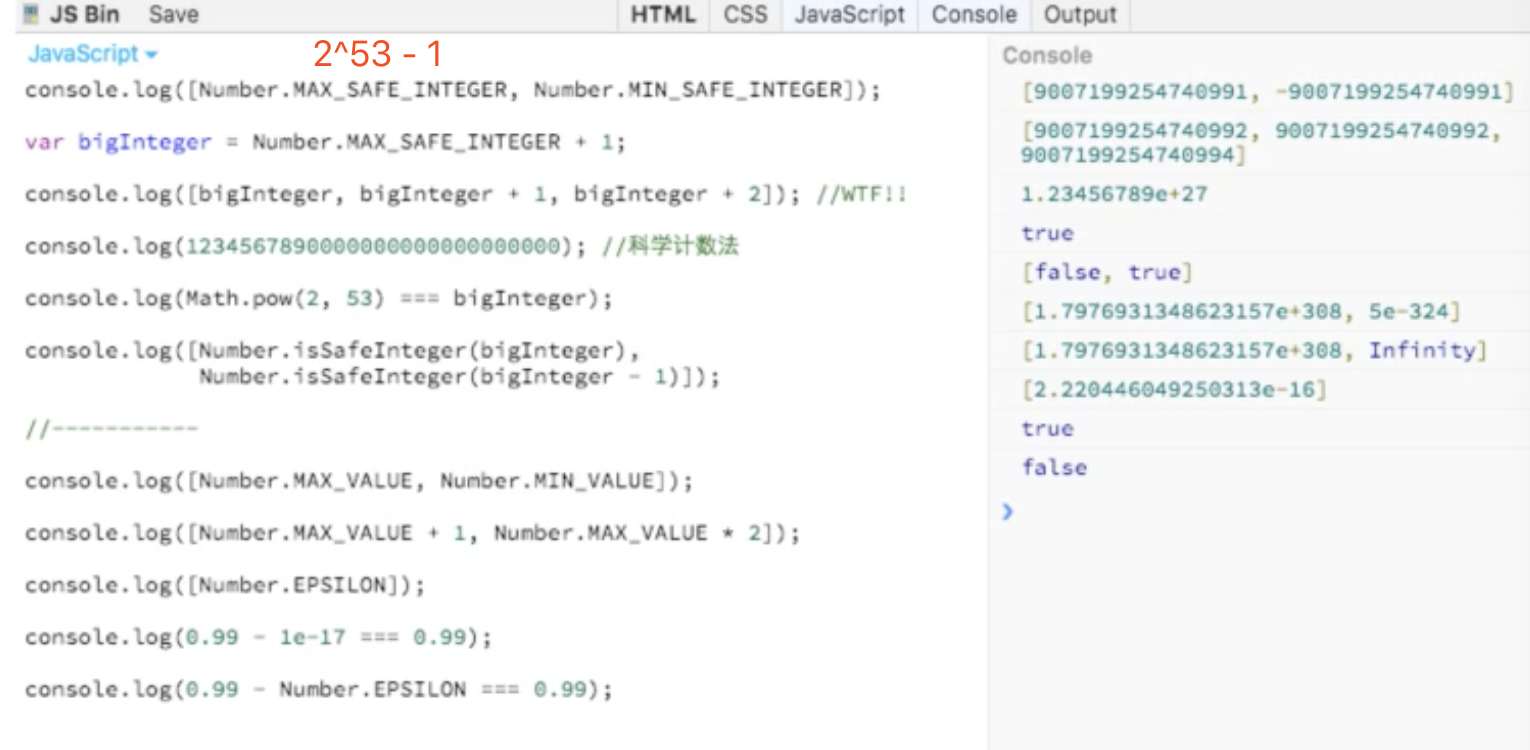 JS Bin Save HTML CSS JavaScript Console Output
JavaScript 2^53 - 1
console.log([Number.MAX_SAFE_INTEGER, Number.MIN_SAFE_INTEGER]);
var bigInteger = Number.MAX_SAFE_INTEGER + 1;
console.log([bigInteger, bigInteger + 1, bigInteger + 2]); //WTF!!
console.log(1234567890000000000000000000); //科学计数法
console.log(Math.pow(2, 53) === bigInteger);
console.log([Number.isSafeInteger(bigInteger),
Number.isSafeInteger(bigInteger - 1)]);
//-----------
console.log([Number.MAX_VALUE, Number.MIN_VALUE]);
console.log([Number.MAX_VALUE + 1, Number.MAX_VALUE * 2]);
console.log([Number.EPSILON]);
console.log(0.99 - 1e-17 === 0.99);
console.log(0.99 - Number.EPSILON === 0.99);
Console
[9007199254740991, -9007199254740991]
[9007199254740992, 9007199254740992,
9007199254740994]
1.23456789e+27
true
[false, true]
[1.7976931348623157e+308, 5e-324]
[1.7976931348623157e+308, Infinity]
[2.220446049250313e-16]
true
false